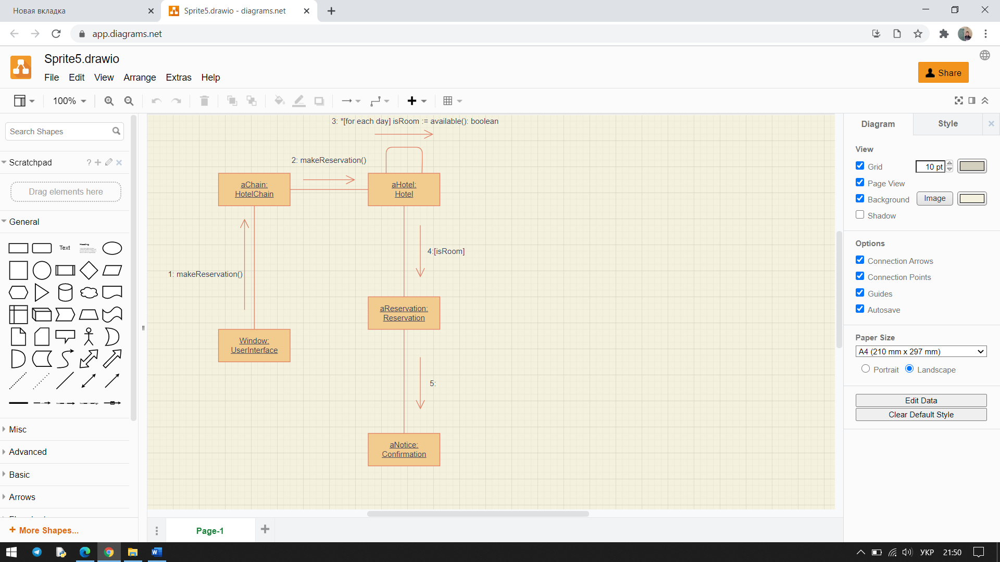 Новая вкладка
Sprite5.drawio - diagrams.net
app.diagrams.net
Sprite5.drawio
File Edit View Arrange Extras Help
Share
100%
Search Shapes
Scratchpad
?
Drag elements here
General
Text
Heading
Misc
Advanced
Basic
Arrows
+ More Shapes...
3: *[for each day] isRoom := available(): boolean
2: makeReservation()
aChain:
HotelChain
aHotel:
Hotel
4:[isRoom]
1: makeReservation()
aReservation:
Reservation
Window:
UserInterface
5:
aNotice:
Confirmation
Page-1
Diagram
Style
View
Grid
10 pt
Page View
Background
Image
Shadow
Options
Connection Arrows
Connection Points
Guides
Autosave
Paper Size
A4 (210 mm x 297 mm)
Portrait
Landscape
Edit Data
Clear Default Style
УКР
21:50